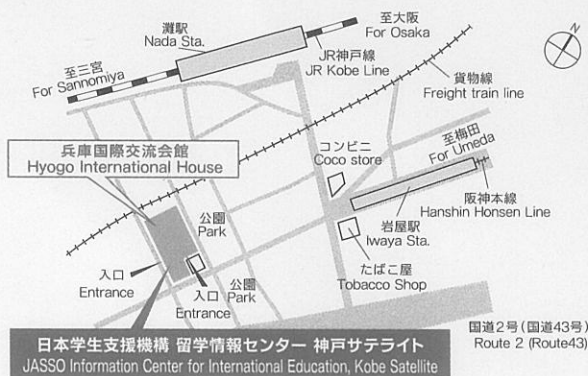 灘駅
Nada Sta.
至大阪
For Osaka
N
JR神戸線
JR Kobe Line
至三宮
For Sannomiya
貨物線
Freight train line
兵庫国際交流会館
Hyogo International House
コンビニ
Coco store
至梅田
For Umeda
阪神本線
Hanshin Honsen Line
公園
Park
岩屋駅
Iwaya Sta.
入口
Entrance
公園
Park
入口
Entrance
たばこ屋
Tobacco Shop
国道2号(国道43号)
Route 2 (Route43)
日本学生支援機構 留学情報センター 神戸サテライト
JASSO Information Center for International Education, Kobe Satellite